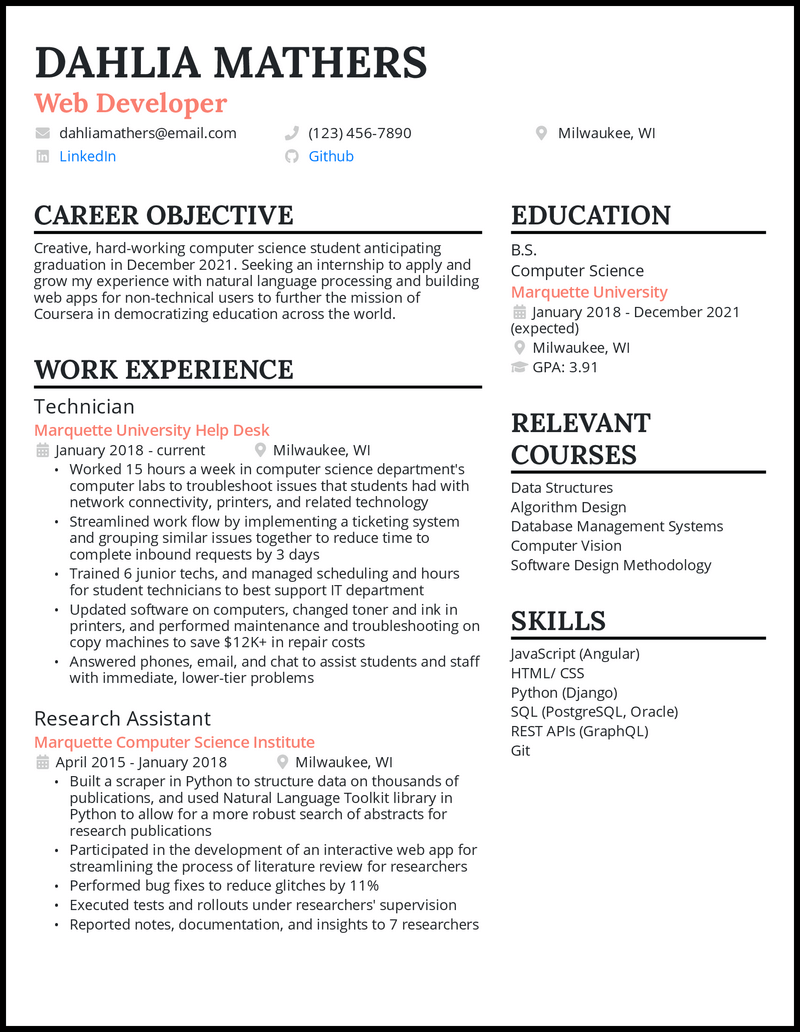 DAHLIA MATHERS
Web Developer
dahliamathers@email.com
(123) 456-7890
Milwaukee, WI
LinkedIn
Github
CAREER OBJECTIVE
Creative, hard-working computer science student anticipating
graduation in December 2021. Seeking an internship to apply and
grow my experience with natural language processing and building
web apps for non-technical users to further the mission of
Coursera in democratizing education across the world.
WORK EXPERIENCE
Technician
Marquette University Help Desk
January 2018 - current
Milwaukee, WI
• Worked 15 hours a week in computer science department's
computer labs to troubleshoot issues that students had with
network connectivity, printers, and related technology
• Streamlined work flow by implementing a ticketing system
and grouping similar issues together to reduce time to
complete inbound requests by 3 days
• Trained 6 junior techs, and managed scheduling and hours
for student technicians to best support IT department
• Updated software on computers, changed toner and ink in
printers, and performed maintenance and troubleshooting on
copy machines to save $12K+ in repair costs
• Answered phones, email, and chat to assist students and staff
with immediate, lower-tier problems
Research Assistant
Marquette Computer Science Institute
April 2015 - January 2018
Milwaukee, WI
• Built a scraper in Python to structure data on thousands of
publications, and used Natural Language Toolkit library in
Python to allow for a more robust search of abstracts for
research publications
• Participated in the development of an interactive web app for
streamlining the process of literature review for researchers
• Performed bug fixes to reduce glitches by 11%
• Executed tests and rollouts under researchers' supervision
• Reported notes, documentation, and insights to 7 researchers
EDUCATION
B.S.
Computer Science
Marquette University
January 2018 - December 2021
(expected)
Milwaukee, WI
GPA: 3.91
RELEVANT
COURSES
Data Structures
Algorithm Design
Database Management Systems
Computer Vision
Software Design Methodology
SKILLS
JavaScript (Angular)
HTML/ CSS
Python (Django)
SQL (PostgreSQL, Oracle)
REST APIs (GraphQL)
Git